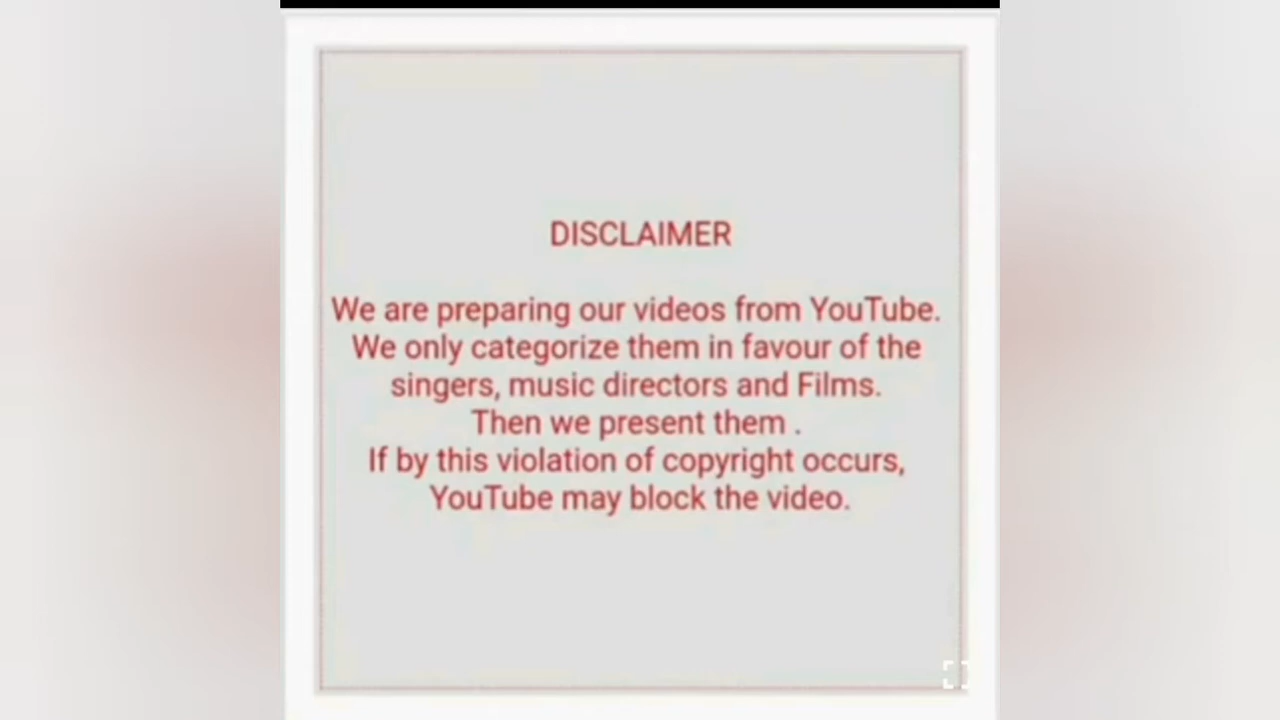 DISCLAIMER
We are preparing our videos from YouTube.
We only categorize them in favour of the
singers, music directors and Films.
Then we present them .
If by this violation of copyright occurs,
YouTube may block the video.